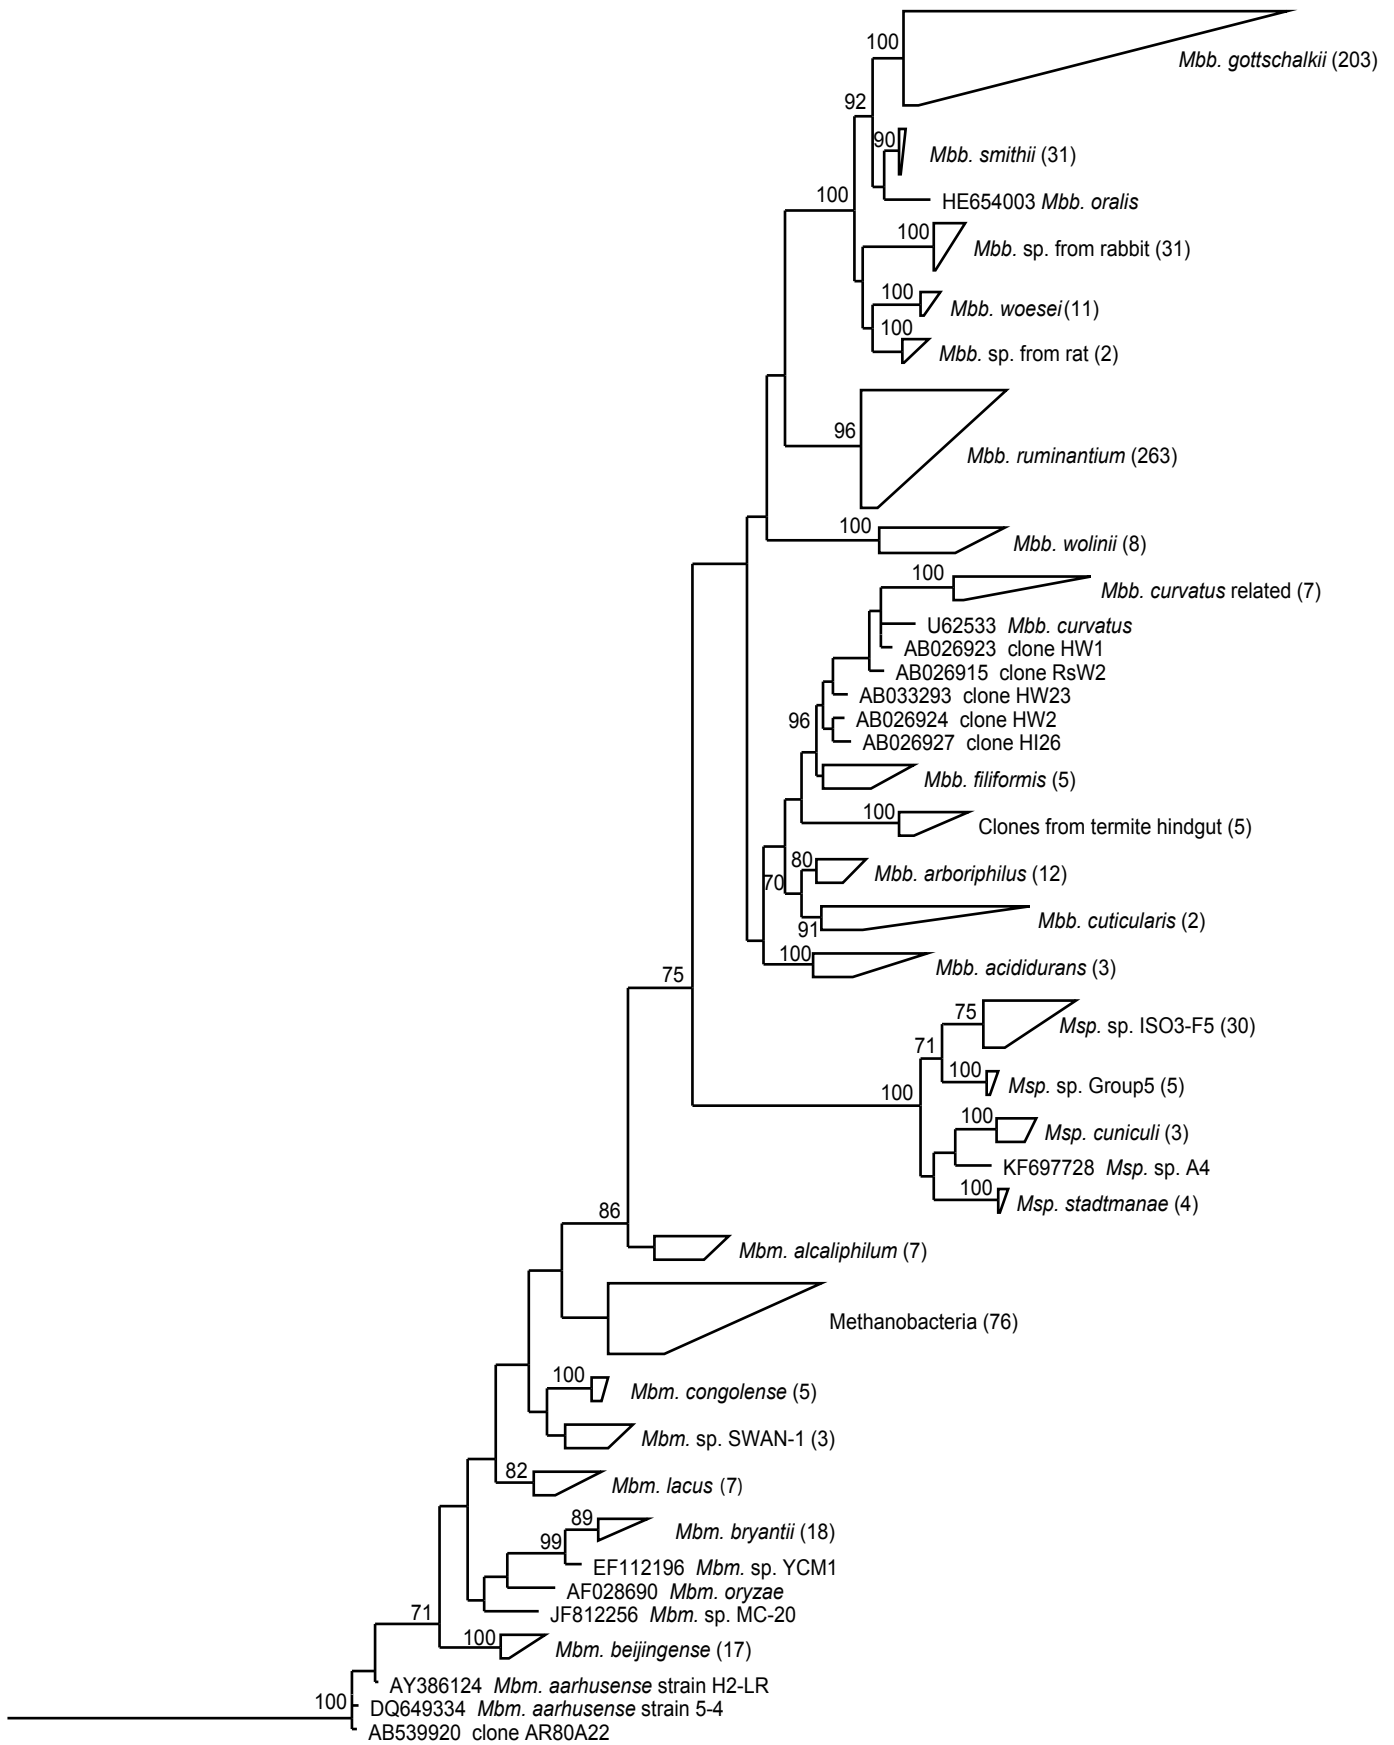 100
Mbb. gottschalkii (203)
92
90
Mbb. smithii (31)
100
HE654003 Mbb. oralis
100
Mbb. sp. from rabbit (31)
100
Mbb. woesei (11)
100
Mbb. sp. from rat (2)
96
Mbb. ruminantium (263)
100
Mbb. wolinii (8)
100
Mbb. curvatus related (7)
U62533 Mbb. curvatus
AB026923 clone HW1
AB026915 clone RsW2
AB033293 clone HW23
96
AB026924 clone HW2
AB026927 clone HI26
Mbb. filiformis (5)
100
Clones from termite hindgut (5)
80
70
Mbb. arboriphilus (12)
91
Mbb. cuticularis (2)
100
Mbb. acididurans (3)
75
75
Msp. sp. ISO3-F5 (30)
71
100
Msp. sp. Group5 (5)
100
100
Msp. cuniculi (3)
KF697728 Msp. sp. A4
100
Msp. stadtmanae (4)
86
Mbm. alcaliphilum (7)
Methanobacteria (76)
100
Mbm. congolense (5)
Mbm. sp. SWAN-1 (3)
82
Mbm. lacus (7)
89
Mbm. bryantii (18)
99
EF112196 Mbm. sp. YCM1
AF028690 Mbm. oryzae
71
JF812256 Mbm. sp. MC-20
100
Mbm. beijingense (17)
AY386124 Mbm. aarhusense strain H2-LR
100
DQ649334 Mbm. aarhusense strain 5-4
AB539920 clone AR80A22